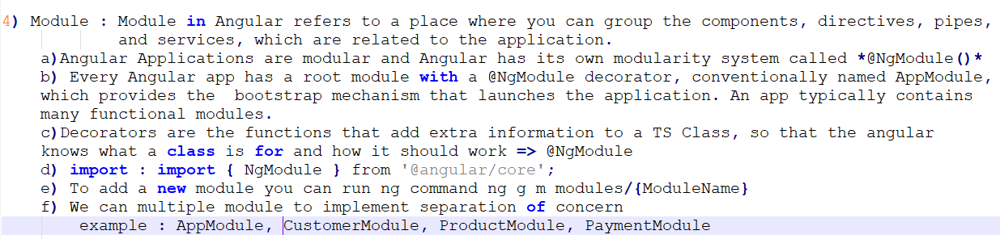 4) Module : Module in Angular refers to a place where you can group the components, directives, pipes,
and services, which are related to the application.
a)Angular Applications are modular and Angular has its own modularity system called *@NgModule()*
b) Every Angular app has a root module with a @NgModule decorator, conventionally named AppModule,
which provides the  bootstrap mechanism that launches the application. An app typically contains
many functional modules.
c)Decorators are the functions that add extra information to a TS Class, so that the angular
knows what a class is for and how it should work => @NgModule
d) import : import { NgModule } from '@angular/core';
e) To add a new module you can run ng command ng g m modules/{ModuleName}
f) We can multiple module to implement separation of concern
example : AppModule, CustomerModule, ProductModule, PaymentModule